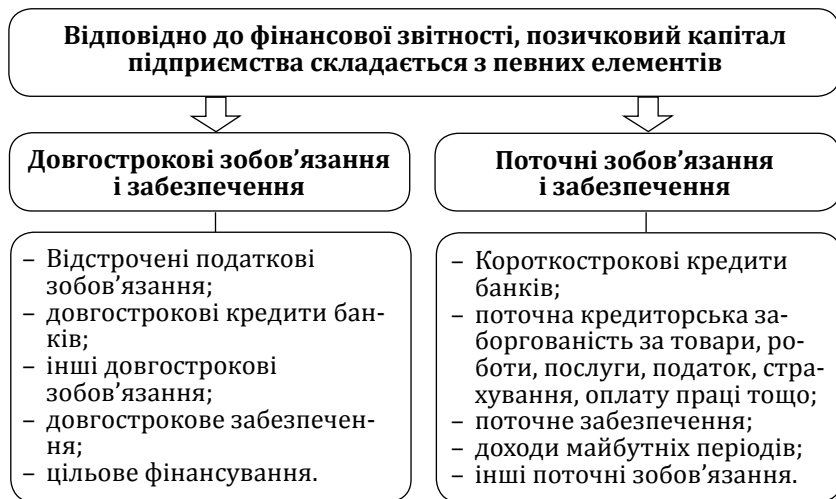 Відповідно до фінансової звітності, позичковий капітал
підприємства складається з певних елементів
Довгострокові зобов'язання
і забезпечення
– Відстрочені податкові
зобов'язання;
– довгострокові кредити бан-
ків;
– інші довгострокові
зобов'язання;
– довгострокове забезпечен-
ня;
– цільове фінансування.
Поточні зобов'язання
і забезпечення
– Короткострокові кредити
банків;
– поточна кредиторська за-
боргованість за товари, ро-
боти, послуги, податок, стра-
хування, оплату праці тощо;
– поточне забезпечення;
– доходи майбутніх періодів;
– інші поточні зобов'язання.